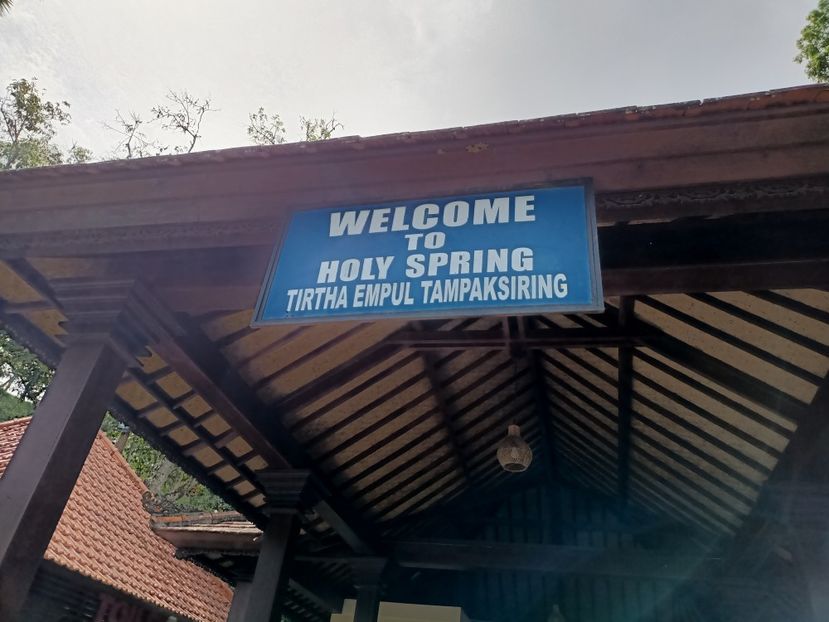 WELCOME
TO
HOLY SPRING
TIRTHA EMPUL TAMPAKSIRING